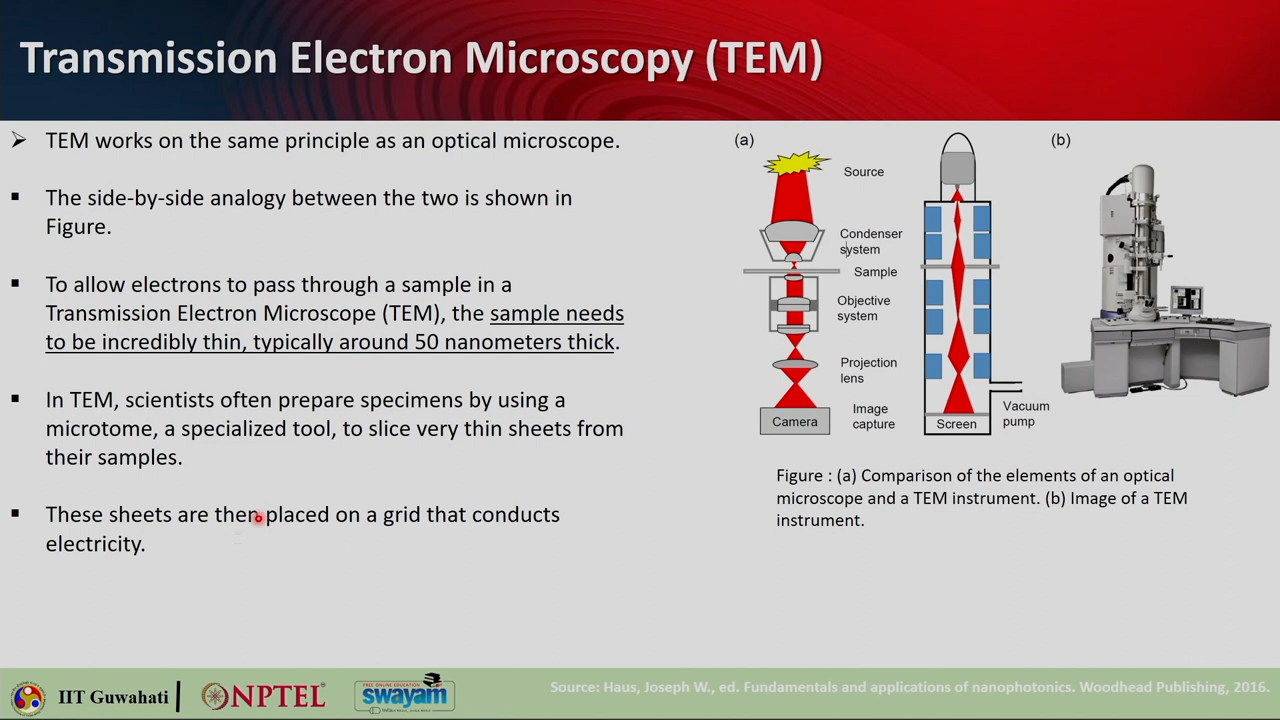 Transmission Electron Microscopy (TEM)
TEM works on the same principle as an optical microscope.
The side-by-side analogy between the two is shown in
Figure.
To allow electrons to pass through a sample in a
Transmission Electron Microscope (TEM), the sample needs
to be incredibly thin, typically around 50 nanometers thick.
In TEM, scientists often prepare specimens by using a
microtome, a specialized tool, to slice very thin sheets from
their samples.
These sheets are then placed on a grid that conducts
electricity.
(a)
(b)
Source
Condenser
system
Sample
Objective
system
Projection
lens
Image
capture
Camera
Screen
Vacuum
pump
Figure : (a) Comparison of the elements of an optical
microscope and a TEM instrument. (b) Image of a TEM
instrument.
IIT Guwahati
NPTEL
FREE ONLINE EDUCATION
swayam
Source: Haus, Joseph W., ed. Fundamentals and applications of nanophotonics. Woodhead Publishing, 2016.